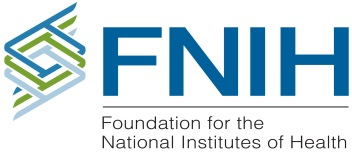 FNIH
Foundation for the
National Institutes of Health